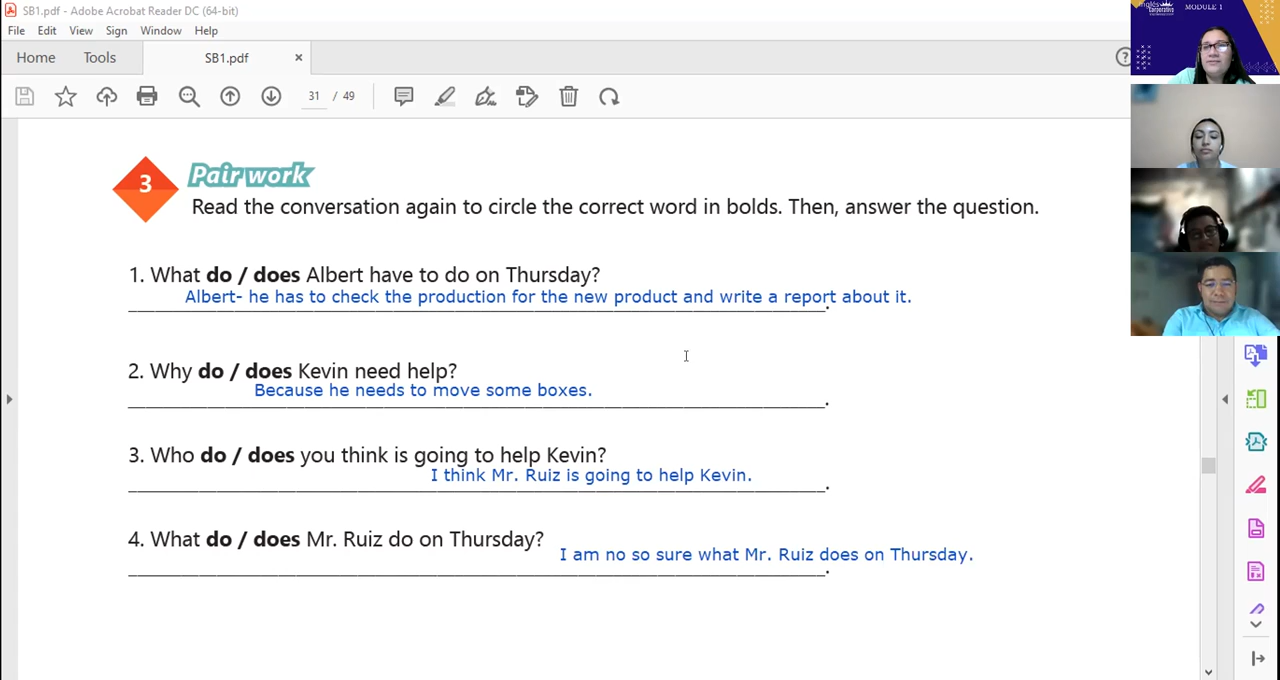 SB1.pdf - Adobe Acrobat Reader DC (64-bit)
File Edit View Sign Window Help
Home Tools SB1.pdf ×
31 / 49
inglés corporativo
MODULE 1
3 Pair work
Read the conversation again to circle the correct word in bolds. Then, answer the question.
1. What do / does Albert have to do on Thursday?
Albert- he has to check the production for the new product and write a report about it.
2. Why do / does Kevin need help?
Because he needs to move some boxes.
3. Who do / does you think is going to help Kevin?
I think Mr. Ruiz is going to help Kevin.
4. What do / does Mr. Ruiz do on Thursday?
I am no so sure what Mr. Ruiz does on Thursday.